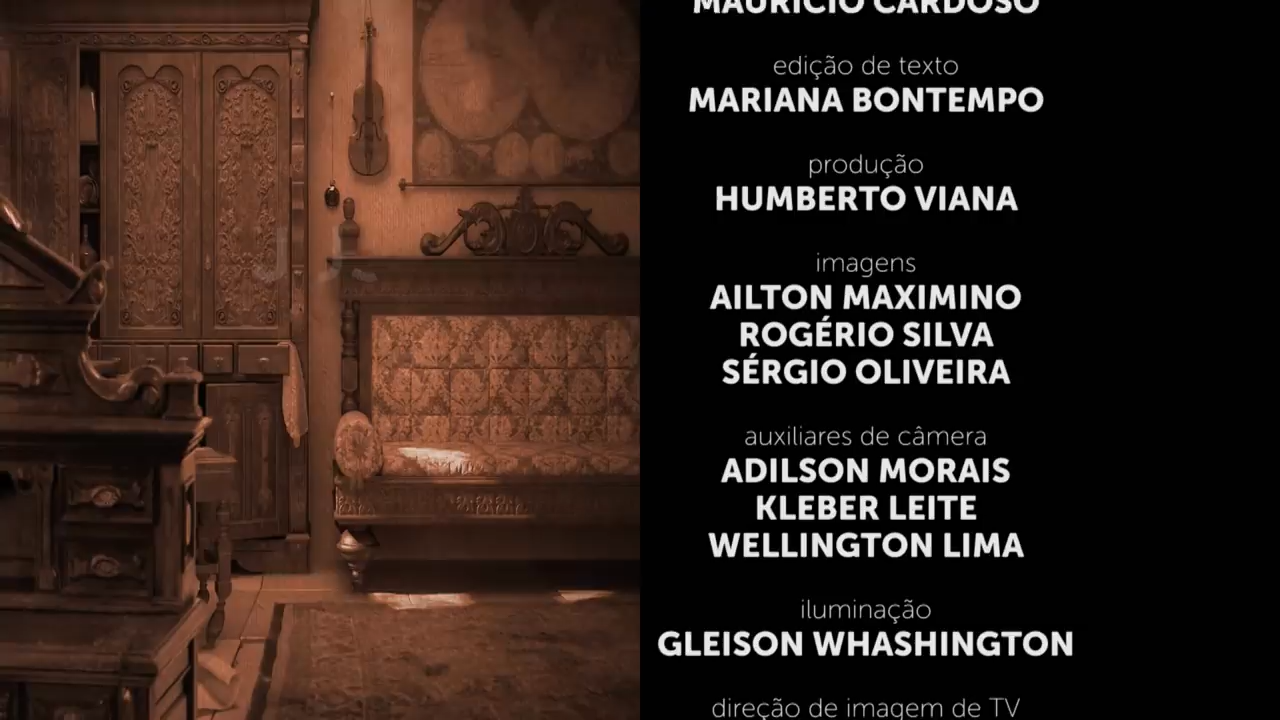 MAURÍCIO CARDOSO
edição de texto
MARIANA BONTEMPO
produção
HUMBERTO VIANA
imagens
AILTON MAXIMINO
ROGÉRIO SILVA
SÉRGIO OLIVEIRA
auxiliares de câmera
ADILSON MORAIS
KLEBER LEITE
WELLINGTON LIMA
iluminação
GLEISON WHASHINGTON
direção de imagem de TV